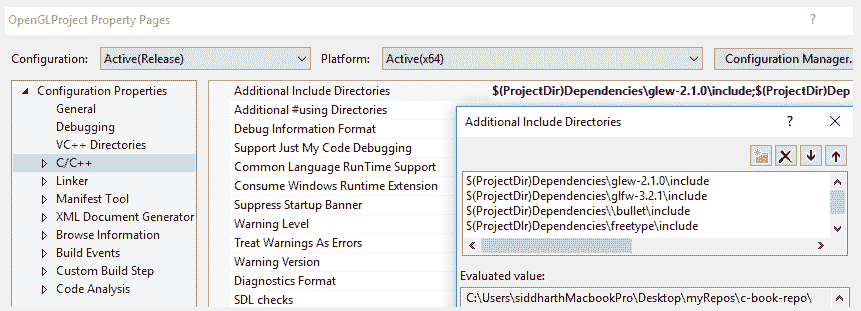 OpenGLProject Property Pages
?
Configuration: Active(Release) Platform: Active(x64) Configuration Manager.
Configuration Properties
General
Debugging
VC++ Directories
C/C++
Linker
Manifest Tool
XML Document Generator
Browse Information
Build Events
Custom Build Step
Code Analysis
Additional Include Directories $(ProjectDir)Dependencies\glew-2.1.0\include;$(ProjectDir)Dep
Additional #using Directories
Debug Information Format
Support Just My Code Debugging
Common Language RunTime Support
Consume Windows Runtime Extension
Suppress Startup Banner
Warning Level
Treat Warnings As Errors
Warning Version
Diagnostics Format
SDL checks
Additional Include Directories
?
$(ProjectDir)Dependencies\glew-2.1.0\include
$(ProjectDir)Dependencies\glfw-3.2.1\include
$(ProjectDir)Dependencies\\bullet\include
$(ProjectDir)Dependencies\freetype\include
Evaluated value:
C:\Users\siddharthMacbookPro\Desktop\myRepos\c-book-repo\